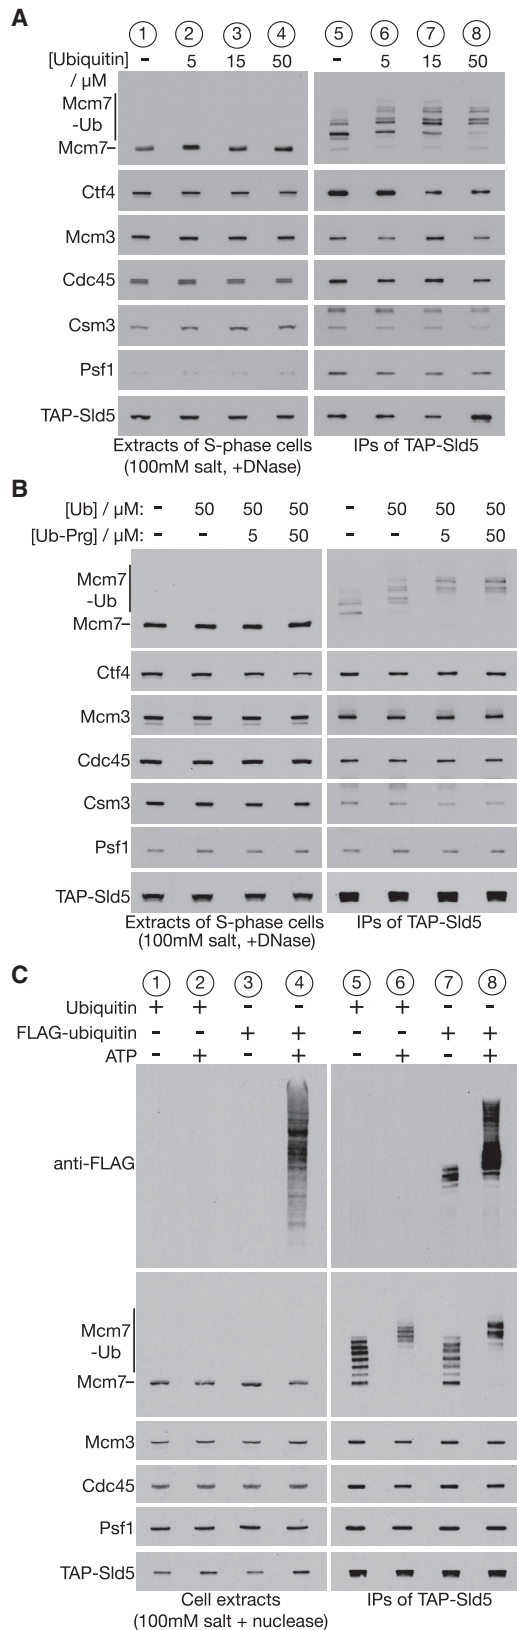 A
1 2 3 4 5 6 7 8
[Ubiquitin] - 5 15 50 - 5 15 50
/ μM
Mcm7
-Ub
Mcm7-
Ctf4
Mcm3
Cdc45
Csm3
Psf1
TAP-Sld5
Extracts of S-phase cells IPs of TAP-Sld5
(100mM salt, +DNase)
B
[Ub] / μM: - 50 50 50 - 50 50 50
[Ub-Prg] / μM: - - 5 50 - - 5 50
Mcm7
-Ub
Mcm7-
Ctf4
Mcm3
Cdc45
Csm3
Psf1
TAP-Sld5
Extracts of S-phase cells IPs of TAP-Sld5
(100mM salt, +DNase)
C
1 2 3 4 5 6 7 8
Ubiquitin + + - - + + - -
FLAG-ubiquitin - - + + - - + +
ATP - + - + - + - +
anti-FLAG
Mcm7
-Ub
Mcm7-
Mcm3
Cdc45
Psf1
TAP-Sld5
Cell extracts IPs of TAP-Sld5
(100mM salt + nuclease)